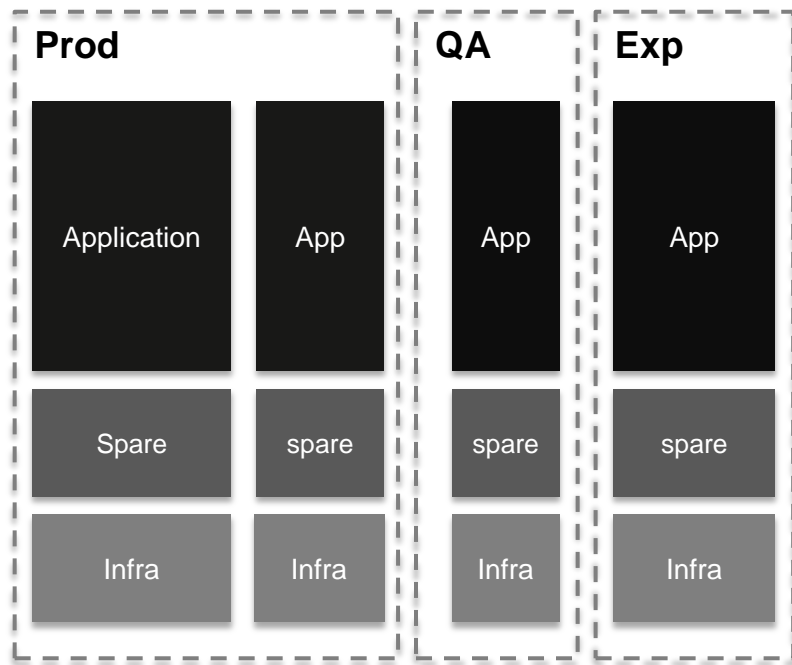 Prod
QA
Exp
Application
App
App
App
Spare
spare
spare
spare
Infra
Infra
Infra
Infra